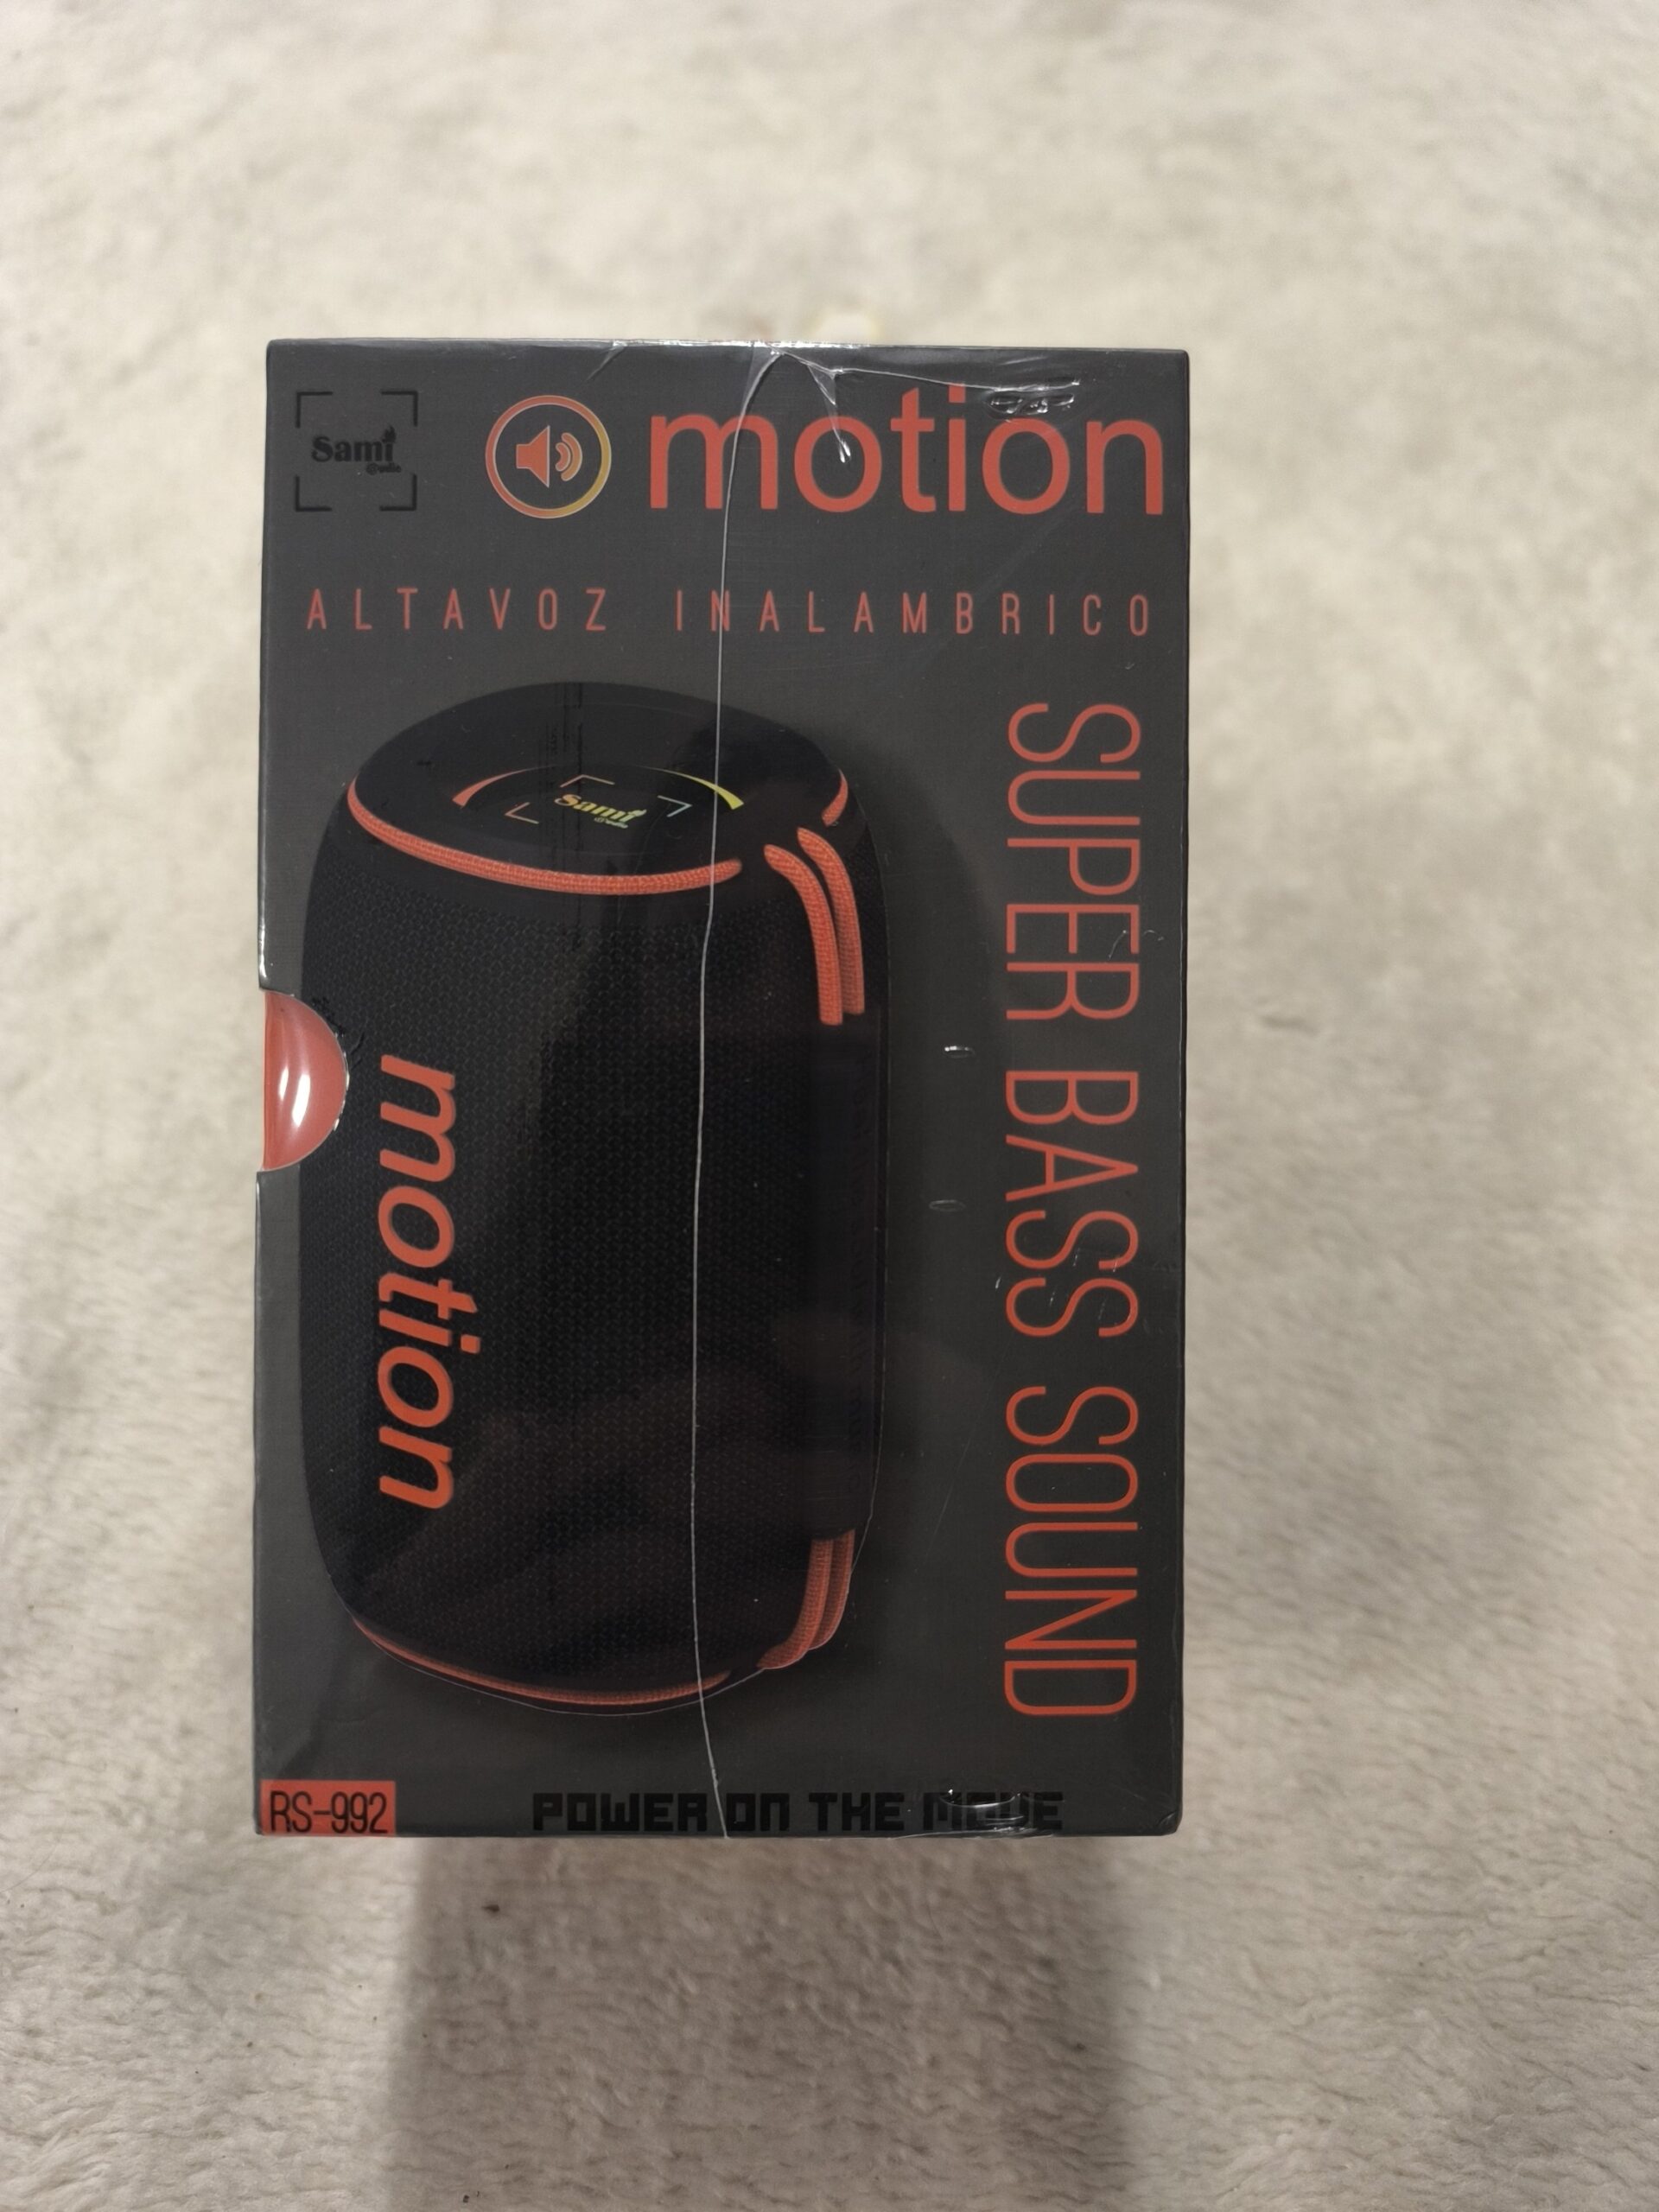 Sami
motion
ALTAVOZ INALAMBRICO
Sami
motion
SUPER BASS SOUND
RS-992
POWER ON THE MOVE